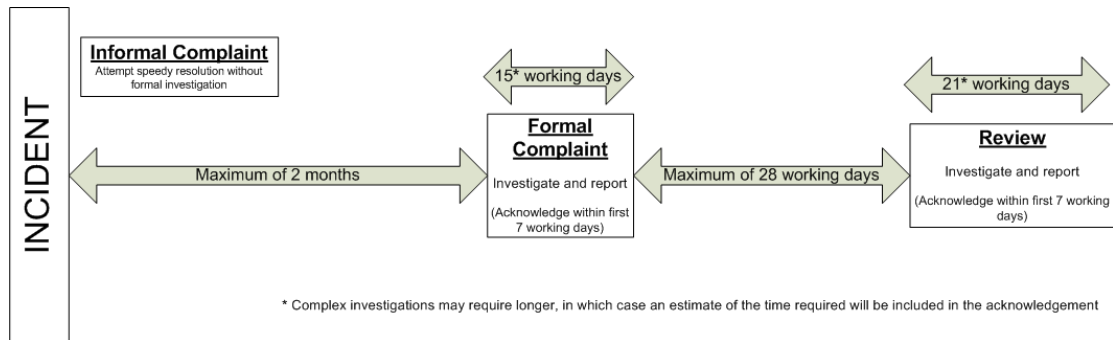 INCIDENT
Informal Complaint
Attempt speedy resolution without
formal investigation
Maximum of 2 months
15* working days
Formal
Complaint
Investigate and report
(Acknowledge within first
7 working days)
Maximum of 28 working days
21* working days
Review
Investigate and report
(Acknowledge within first 7 working
days)
* Complex investigations may require longer, in which case an estimate of the time required will be included in the acknowledgement